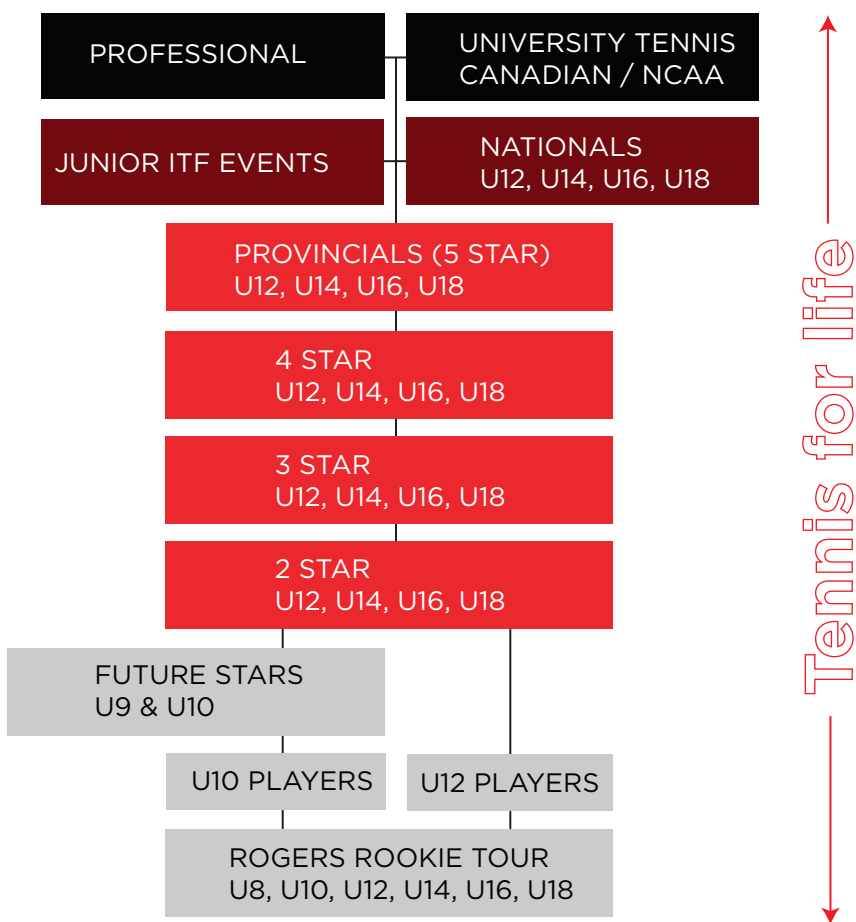 PROFESSIONAL
UNIVERSITY TENNIS
CANADIAN / NCAA
JUNIOR ITF EVENTS
NATIONALS
U12, U14, U16, U18
PROVINCIALS (5 STAR)
U12, U14, U16, U18
4 STAR
U12, U14, U16, U18
3 STAR
U12, U14, U16, U18
2 STAR
U12, U14, U16, U18
FUTURE STARS
U9 & U10
U10 PLAYERS
U12 PLAYERS
ROGERS ROOKIE TOUR
U8, U10, U12, U14, U16, U18
Tennis for life